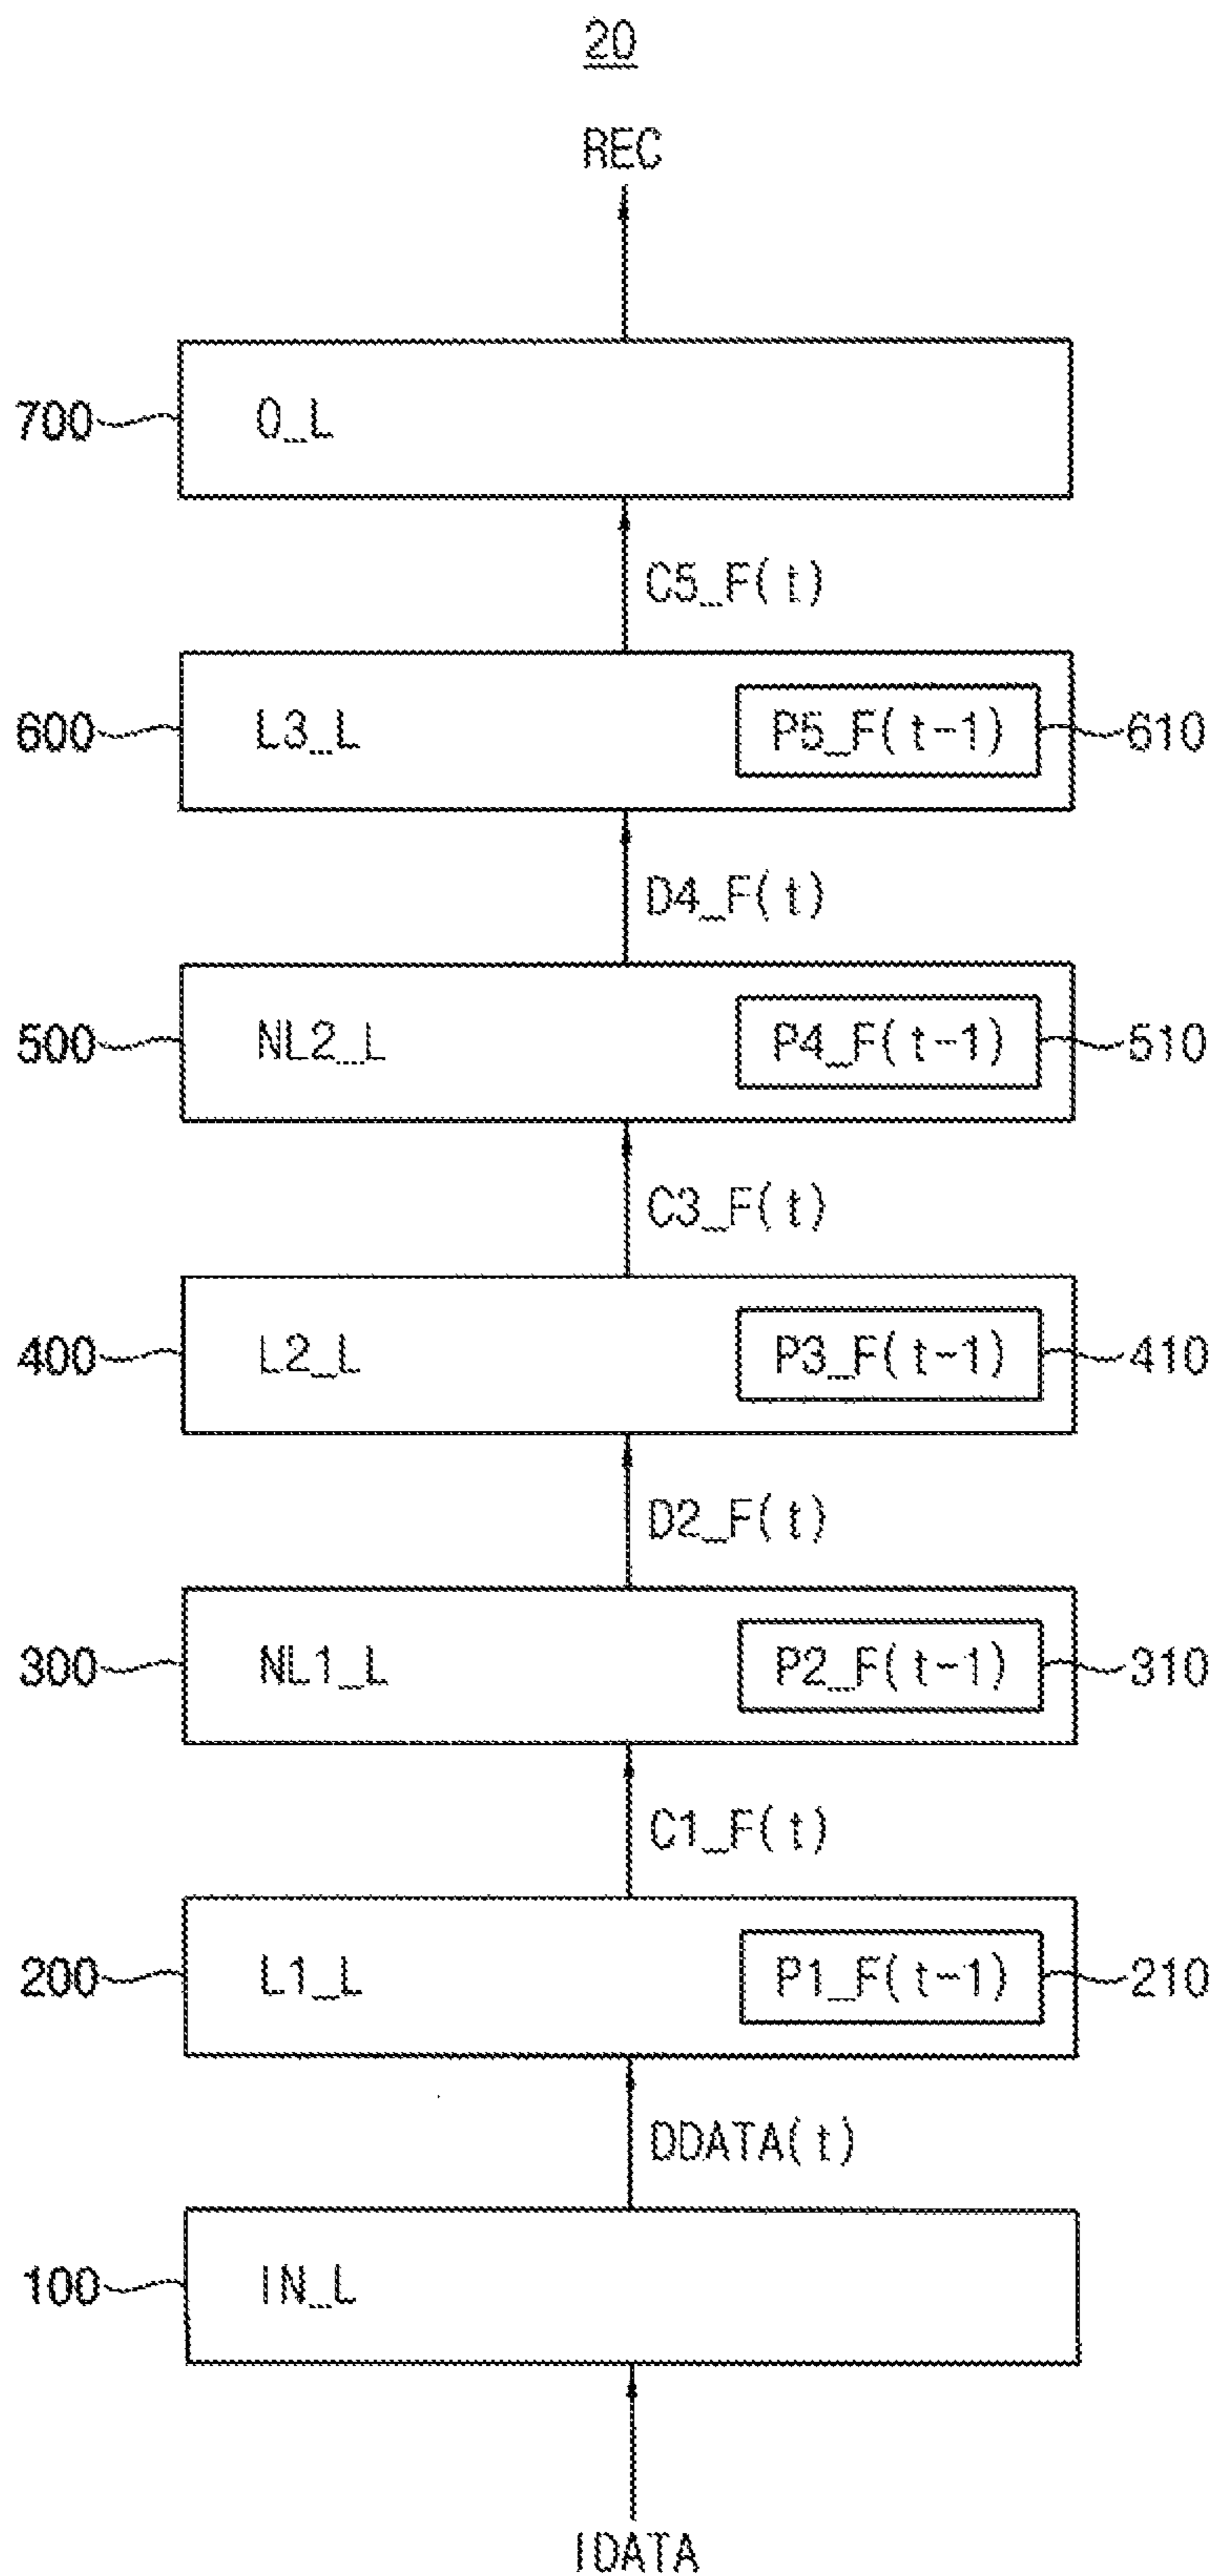 20
REC
700 O_L
C5_F(t)
600 L3_L P5_F(t-1) 610
D4_F(t)
500 NL2_L P4_F(t-1) 510
C3_F(t)
400 L2_L P3_F(t-1) 410
D2_F(t)
300 NL1_L P2_F(t-1) 310
C1_F(t)
200 L1_L P1_F(t-1) 210
DDATA(t)
100 IN_L
IDATA